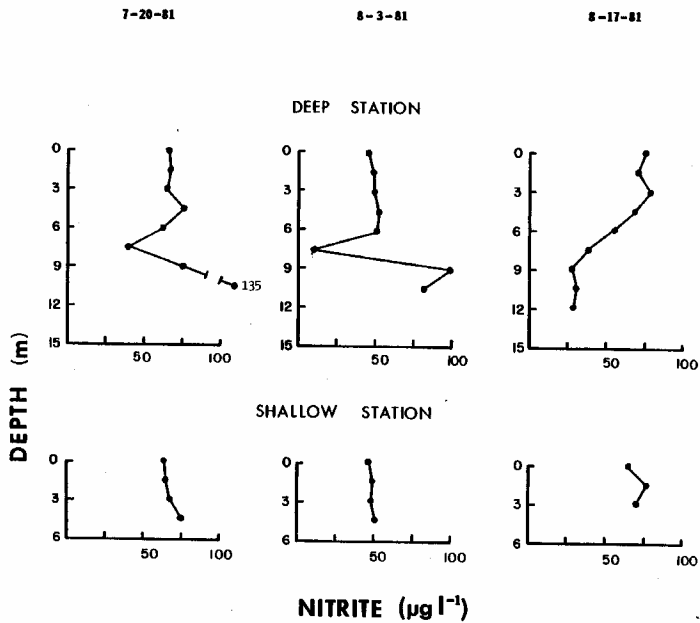 7-20-81 8-3-81 8-17-81
DEEP STATION
0 0 0
3 3 3
6 6 6
9 9 9
135
12 12 12
15 15 15
50 100 50 100 50 100
DEPTH (m)
SHALLOW STATION
0 0 0
3 3 3
6 6 6
50 100 50 100 50 100
NITRITE (µg l⁻¹)